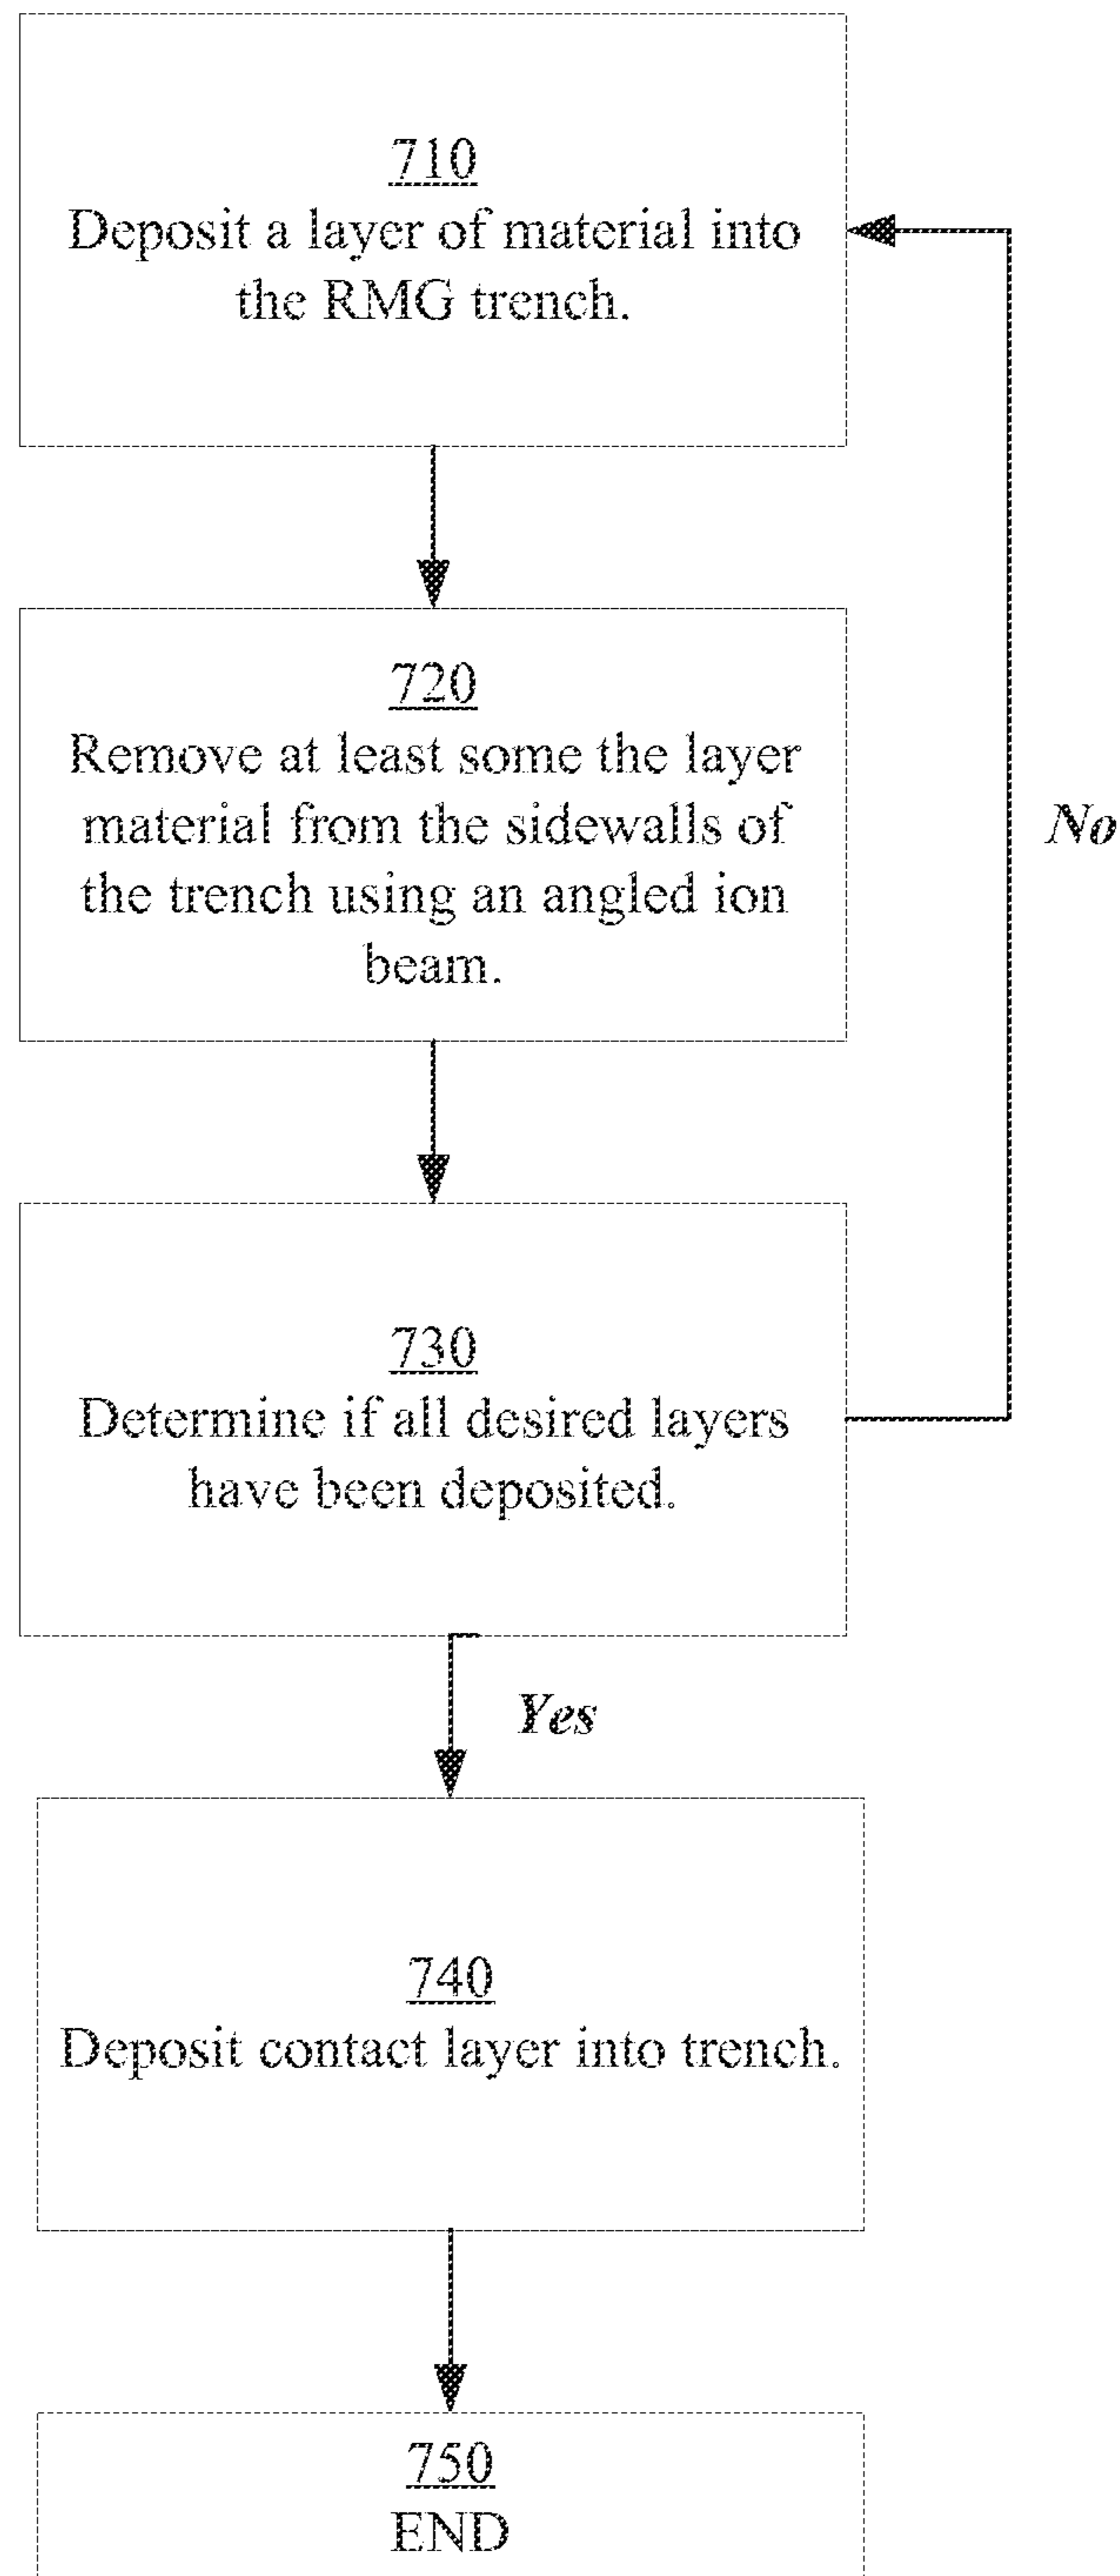 710
Deposit a layer of material into
the RMG trench.
720
Remove at least some the layer
material from the sidewalls of
the trench using an angled ion
beam.
No
730
Determine if all desired layers
have been deposited.
Yes
740
Deposit contact layer into trench.
750
END